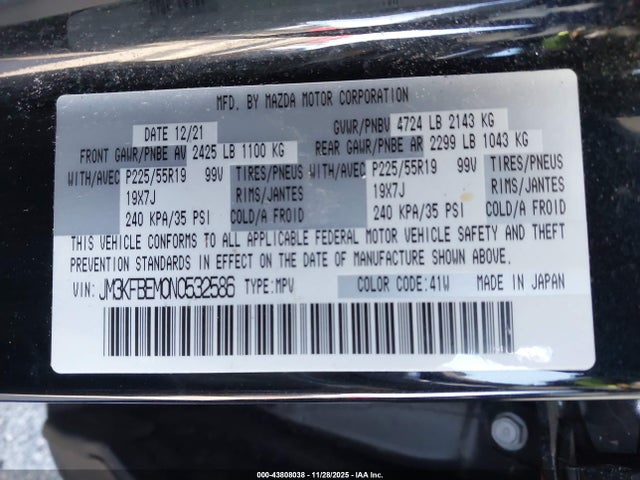 MFD. BY MAZDA MOTOR CORPORATION
DATE 12/21 GVWR/PNBV 4724 LB 2143 KG
FRONT GAWR/PNBE AV 2425 LB 1100 KG REAR GAWR/PNBE AR 2299 LB 1043 KG
WITH/AVEC P225/55R19 99V TIRES/PNEUS WITH/AVEC P225/55R19 99V TIRES/PNEUS
19X7J RIMS/JANTES 19X7J RIMS/JANTES
240 KPA/35 PSI COLD/A FROID 240 KPA/35 PSI COLD/A FROID
THIS VEHICLE CONFORMS TO ALL APPLICABLE FEDERAL MOTOR VEHICLE SAFETY AND THEFT
PREVENTION STANDARDS IN EFFECT ON THE DATE OF MANUFACTURE SHOWN ABOVE.
VIN: JM3KFBEM0N0532586 TYPE: MPV COLOR CODE: 41W MADE IN JAPAN
000-43808038 - 11/28/2025 - IAA Inc.